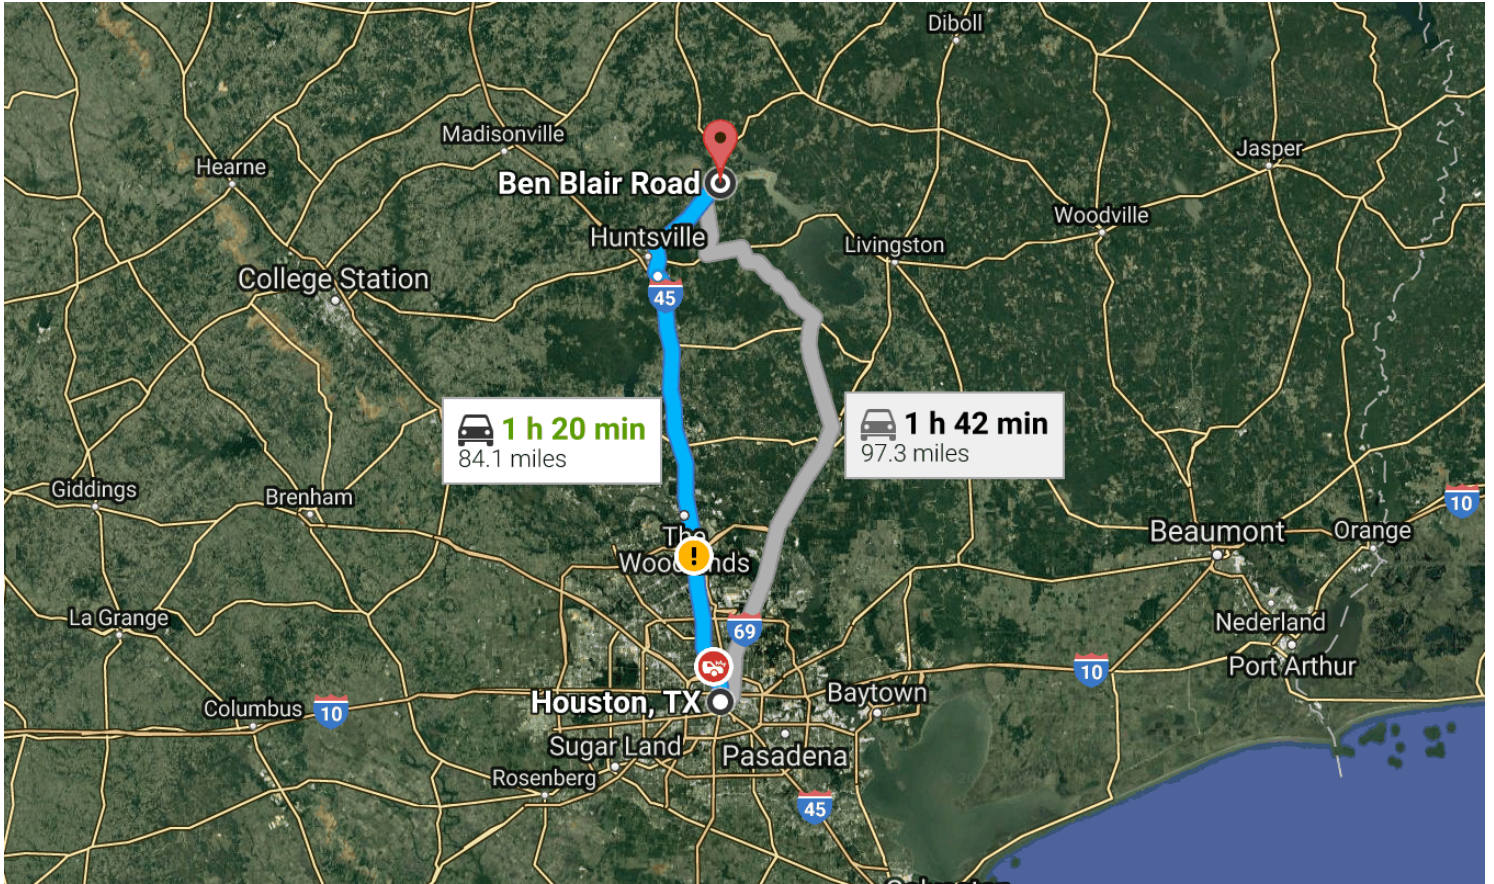 Diboll
Madisonville
Hearne
Jasper
Ben Blair Road
Woodville
Huntsville
Livingston
College Station
45
1 h 20 min
84.1 miles
1 h 42 min
97.3 miles
Giddings
Brenham
10
The
Woodlands
Beaumont
Orange
La Grange
69
Nederland
Port Arthur
10
Houston, TX
Baytown
Columbus
10
Sugar Land
Pasadena
Rosenberg
45